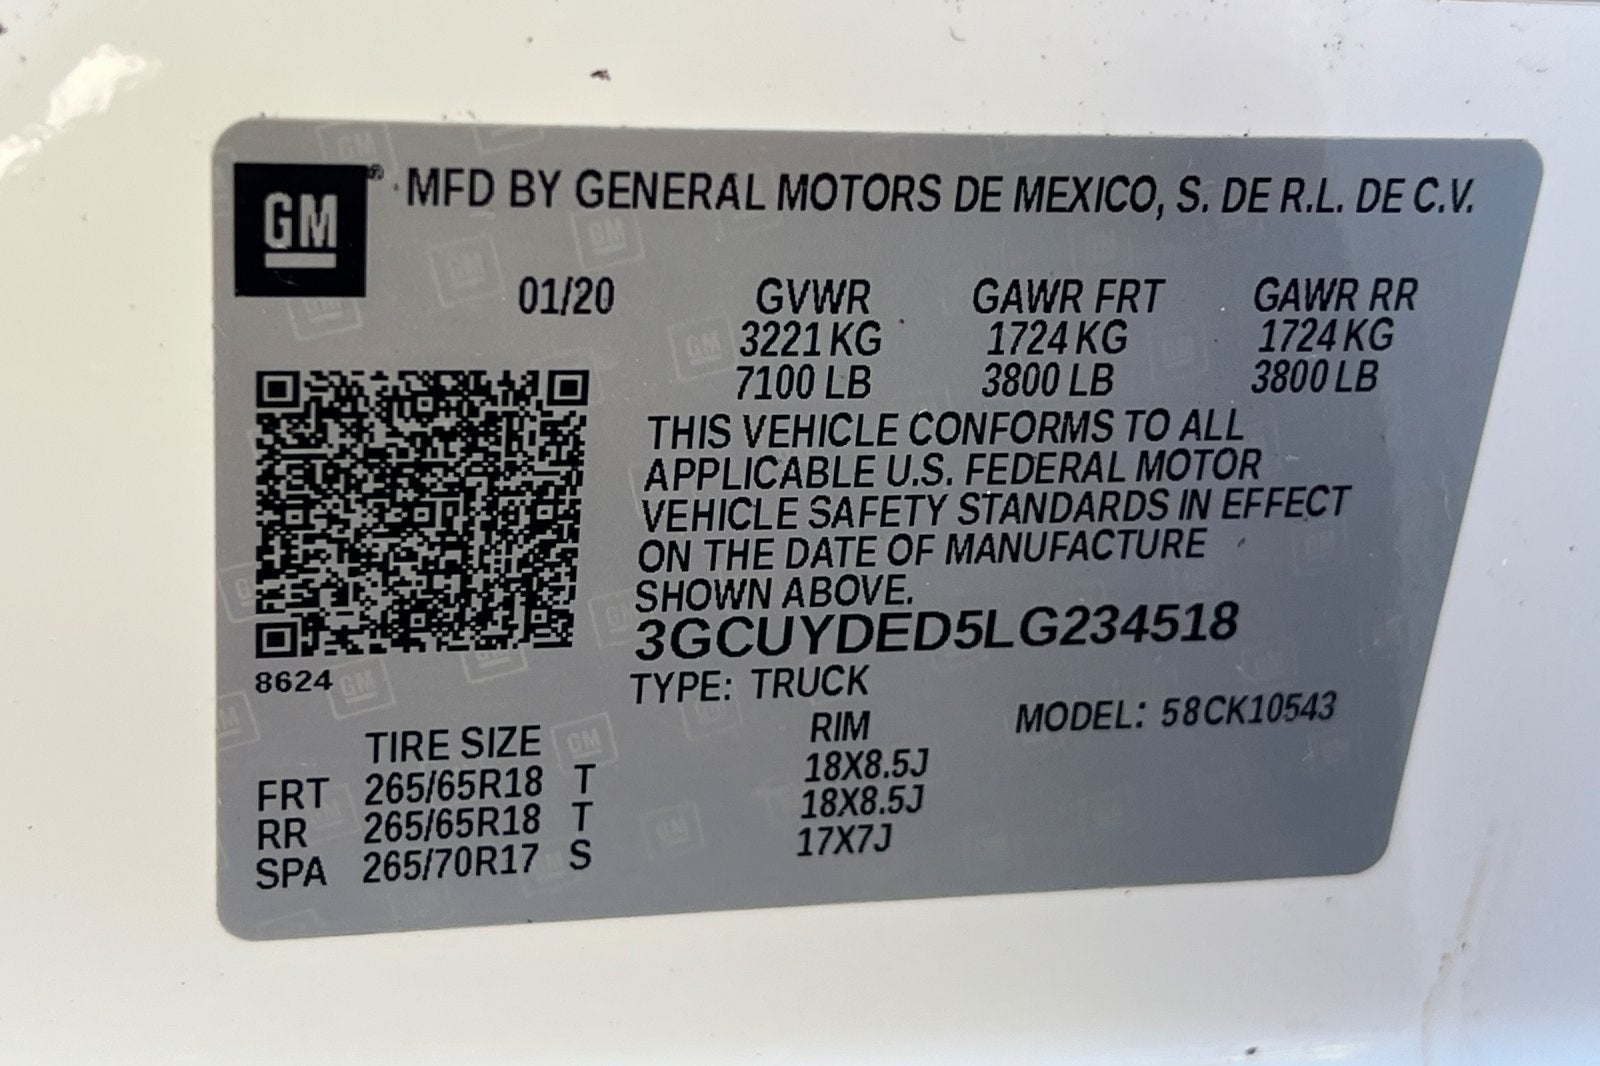 GM ® MFD BY GENERAL MOTORS DE MEXICO, S. DE R.L. DE C.V.
01/20 GVWR GAWR FRT GAWR RR
3221 KG 1724 KG 1724 KG
7100 LB 3800 LB 3800 LB
THIS VEHICLE CONFORMS TO ALL
APPLICABLE U.S. FEDERAL MOTOR
VEHICLE SAFETY STANDARDS IN EFFECT
ON THE DATE OF MANUFACTURE
SHOWN ABOVE.
3GCUYDED5LG234518
8624
TYPE: TRUCK
MODEL: 58CK10543
TIRE SIZE RIM
FRT 265/65R18 T 18X8.5J
RR 265/65R18 T 18X8.5J
SPA 265/70R17 S 17X7J